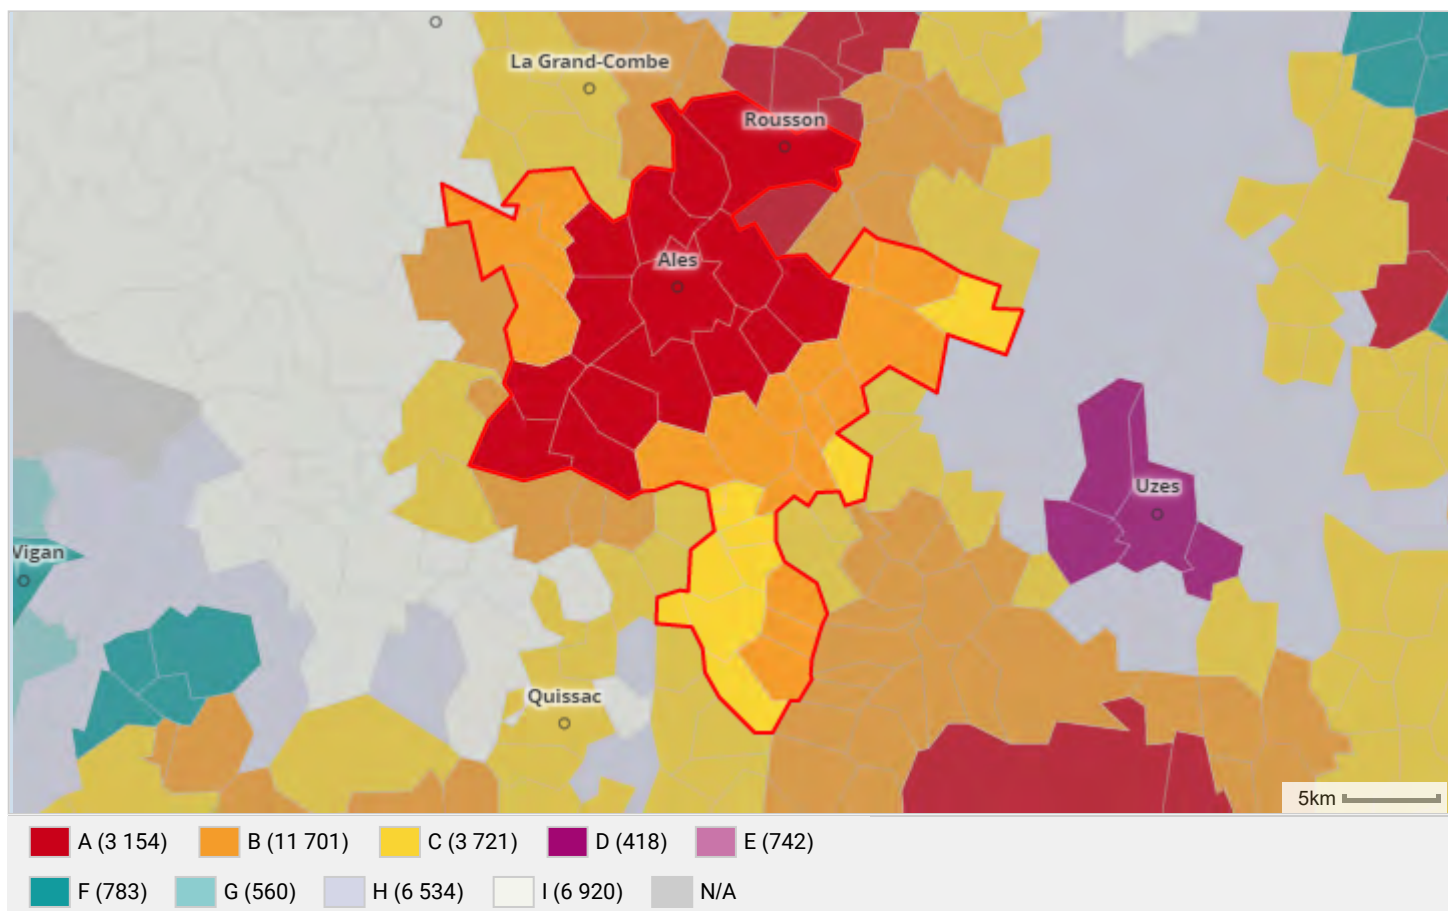 La Grand-Combe
Rousson
Ales
Uzes
Vigan
Quissac
5km
A (3 154) B (11 701) C (3 721) D (418) E (742)
F (783) G (560) H (6 534) I (6 920) N/A